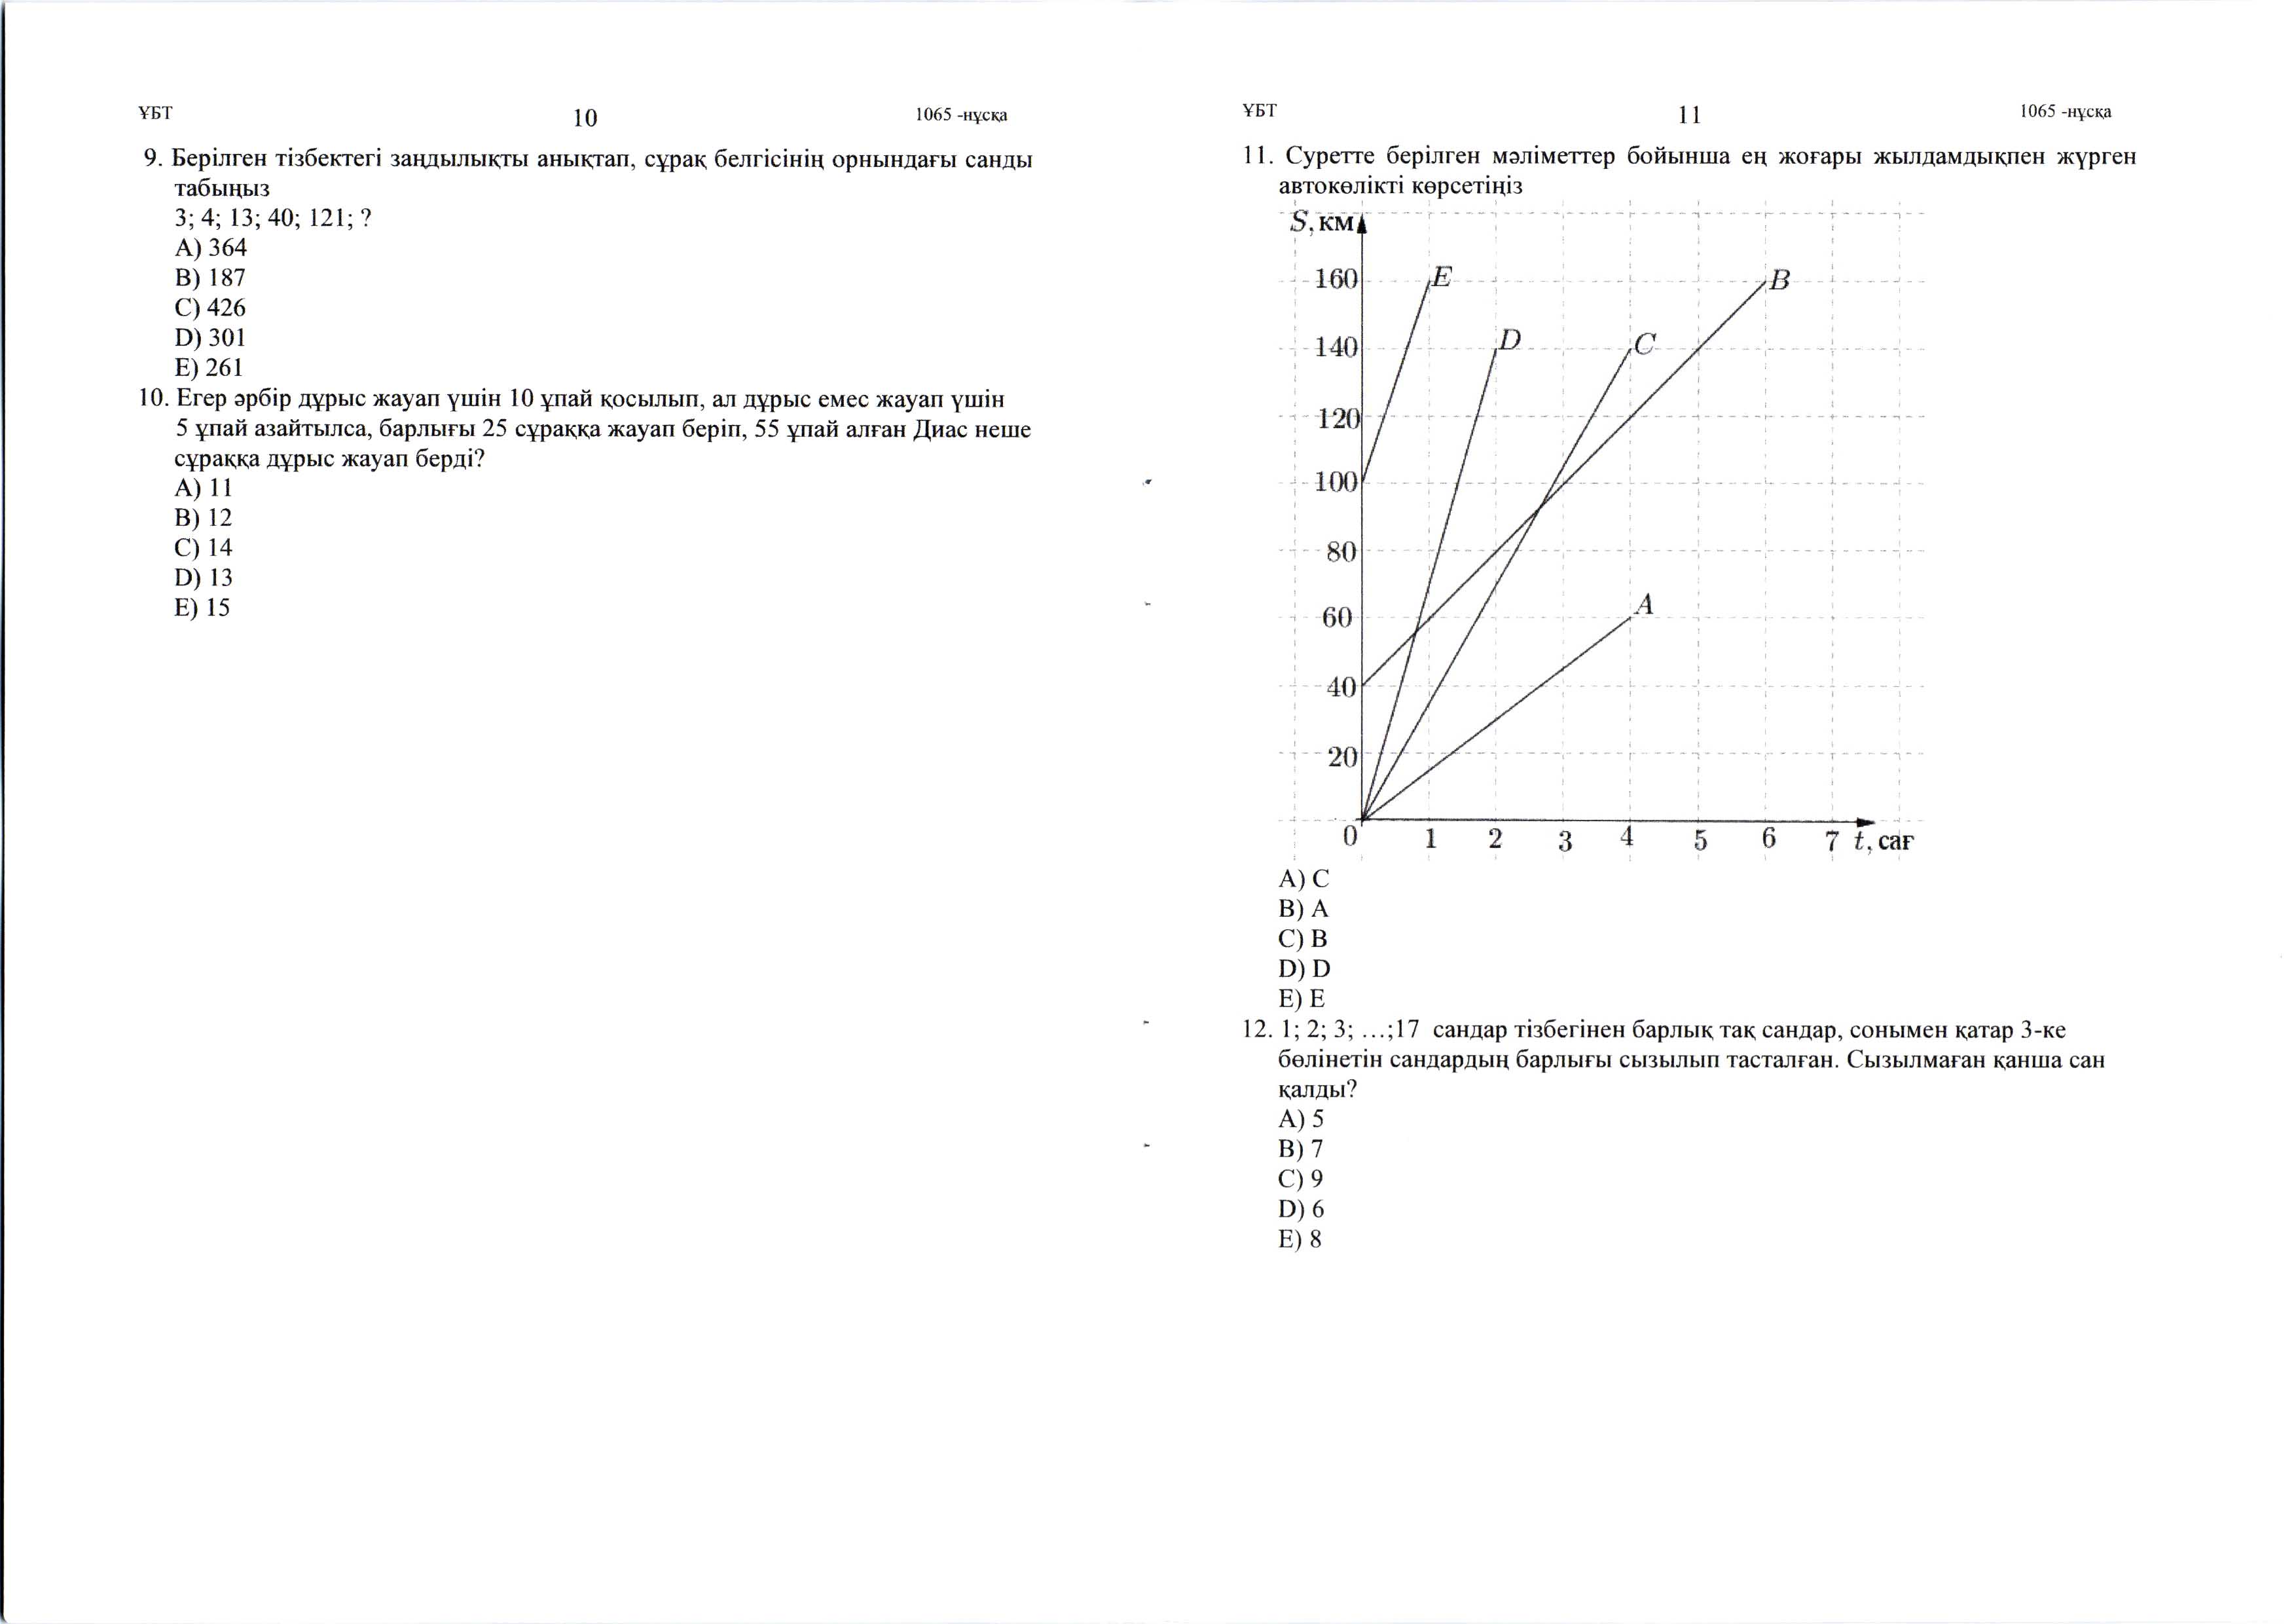 ҰБТ
10
1065 -нұсқа
9. Берілген тізбектегі заңдылықты анықтап, сұрақ белгісінің орнындағы санды
табыңыз
3; 4; 13; 40; 121; ?
A) 364
B) 187
C) 426
D) 301
E) 261
10. Егер әрбір дұрыс жауап үшін 10 ұпай қосылып, ал дұрыс емес жауап үшін
5 ұпай азайтылса, барлығы 25 сұраққа жауап беріп, 55 ұпай алған Диас неше
сұраққа дұрыс жауап берді?
A) 11
B) 12
C) 14
D) 13
E) 15
ҰБТ
11
1065 -нұсқа
11. Суретте берілген мәліметтер бойынша ең жоғары жылдамдықпен жүрген
автокөлікті көрсетіңіз
S, км
160
E
B
140
D
C
120
100
80
60
A
40
20
0 1 2 3 4 5 6 7 t, сағ
A) C
B) A
C) B
D) D
E) E
12. 1; 2; 3; …;17 сандар тізбегінен барлық тақ сандар, сонымен қатар 3-ке
бөлінетін сандардың барлығы сызылып тасталған. Сызылмаған қанша сан
қалды?
A) 5
B) 7
C) 9
D) 6
E) 8